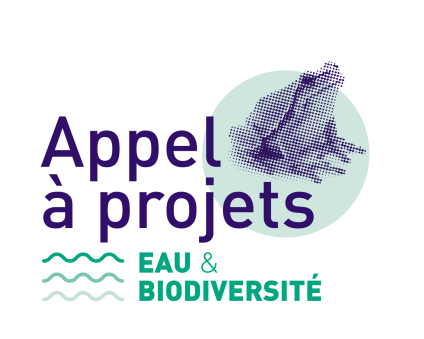 Appel
à projets
EAU &
BIODIVERSITÉ